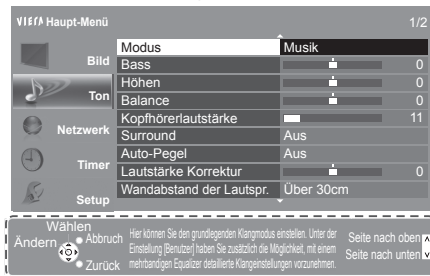 VIErA Haupt-Menü 1/2
Bild
Ton
Netzwerk
Timer
Setup
Modus Musik
Bass 0
Höhen 0
Balance 0
Kopfhörerlautstärke 11
Surround Aus
Auto-Pegel Aus
Lautstärke Korrektur 0
Wandabstand der Lautspr. Über 30cm
Wählen
Ändern
Abbruch
Zurück
Hier können Sie den grundlegenden Klangmodus einstellen. Unter der
Einstellung [Benutzer] haben Sie zusätzlich die Möglichkeit, mit einem
mehrbandigen Equalizer detaillierte Klangeinstellungen vorzunehmen.
Seite nach oben
Seite nach unten